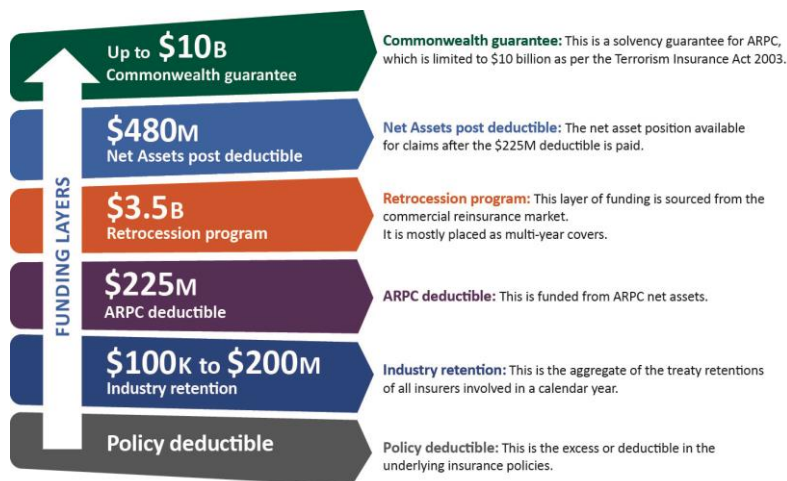 FUNDING LAYERS
Up to $10B
Commonwealth guarantee
Commonwealth guarantee: This is a solvency guarantee for ARPC,
which is limited to $10 billion as per the Terrorism Insurance Act 2003.
$480M
Net Assets post deductible
Net Assets post deductible: The net asset position available
for claims after the $225M deductible is paid.
$3.5B
Retrocession program
Retrocession program: This layer of funding is sourced from the
commercial reinsurance market.
It is mostly placed as multi-year covers.
$225M
ARPC deductible
ARPC deductible: This is funded from ARPC net assets.
$100K to $200M
Industry retention
Industry retention: This is the aggregate of the treaty retentions
of all insurers involved in a calendar year.
Policy deductible
Policy deductible: This is the excess or deductible in the
underlying insurance policies.